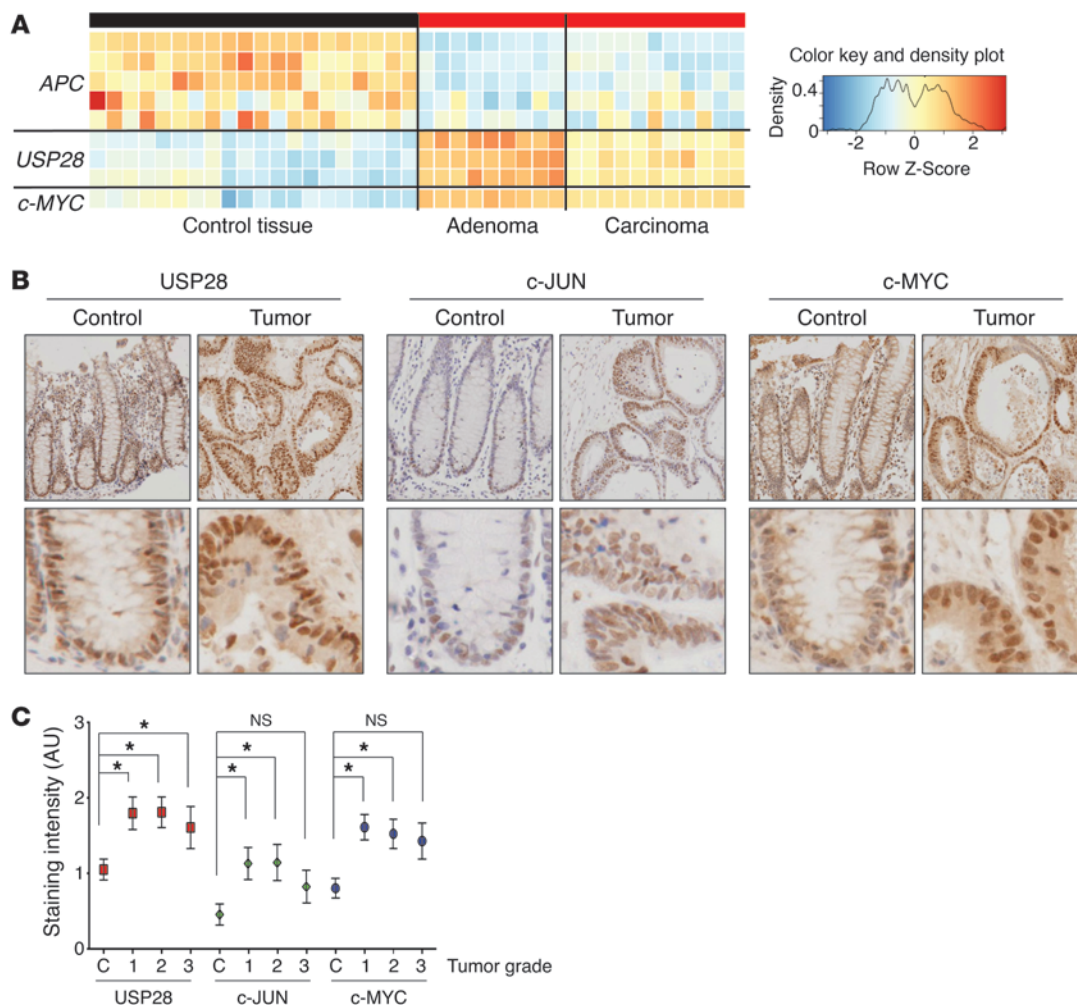 A
APC
USP28
c-MYC
Control tissue Adenoma Carcinoma
Color key and density plot
Density
0.4
0
-2 0 2
Row Z-Score
B
USP28 c-JUN c-MYC
Control Tumor Control Tumor Control Tumor
C
Staining intensity (AU)
3
2
1
0
* * *
NS * *
NS * *
C 1 2 3 C 1 2 3 C 1 2 3 Tumor grade
USP28 c-JUN c-MYC